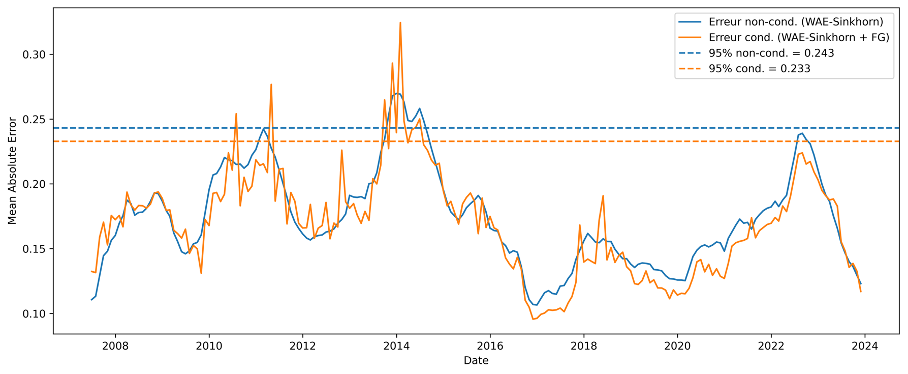 Erreur non-cond. (WAE-Sinkhorn)
Erreur cond. (WAE-Sinkhorn + FG)
95% non-cond. = 0.243
95% cond. = 0.233
Mean Absolute Error
0.30
0.25
0.20
0.15
0.10
2008 2010 2012 2014 2016 2018 2020 2022 2024
Date